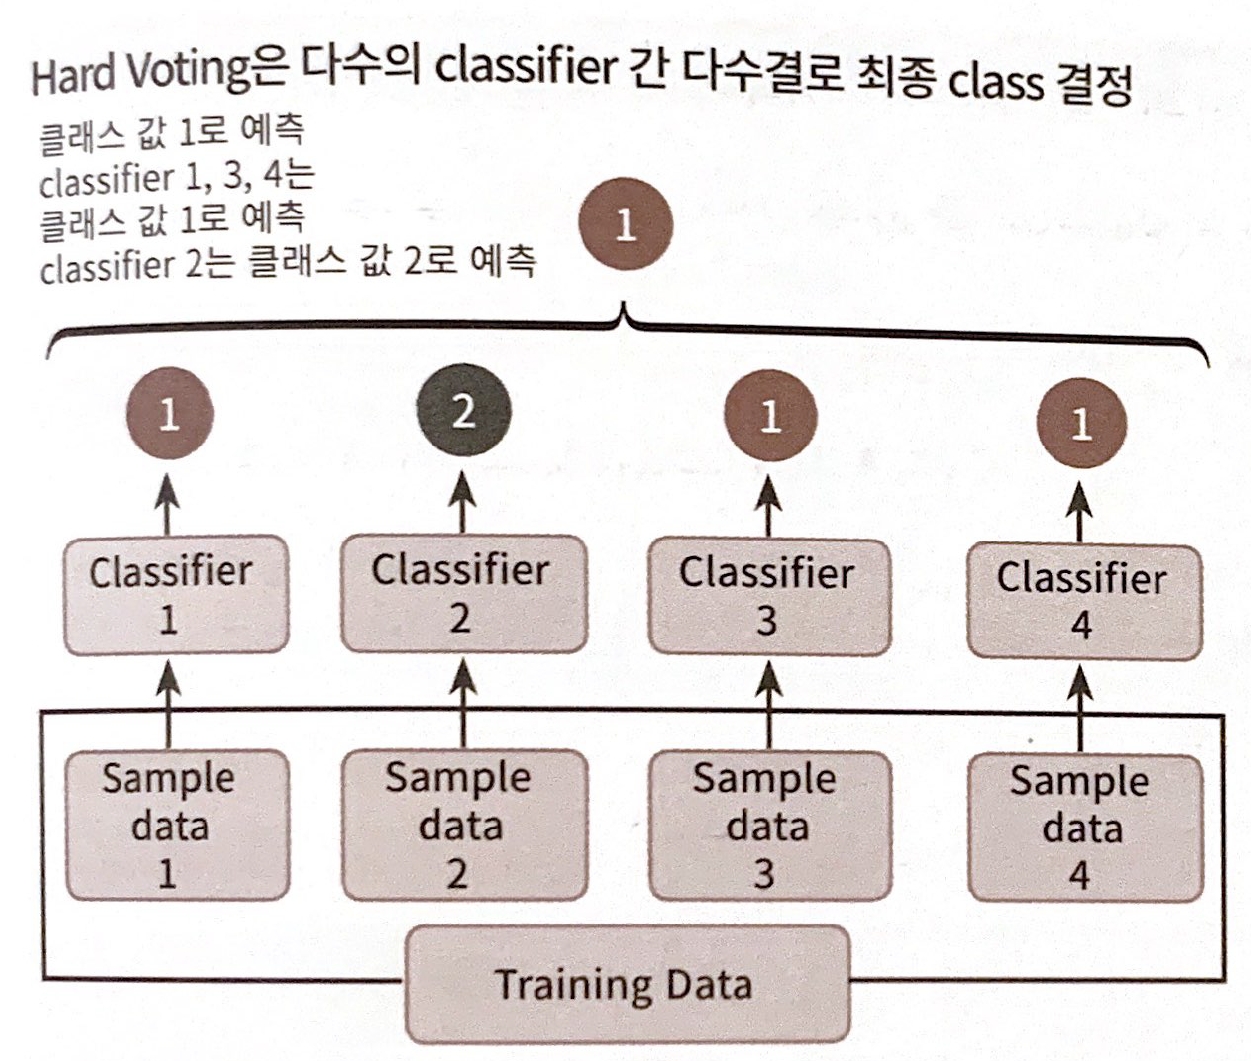 Hard Voting은 다수의 classifier 간 다수결로 최종 class 결정
클래스 값 1로 예측
classifier 1, 3, 4는
클래스 값 1로 예측
classifier 2는 클래스 값 2로 예측
1
1
2
1
1
Classifier
1
Classifier
2
Classifier
3
Classifier
4
Sample
data
1
Sample
data
2
Sample
data
3
Sample
data
4
Training Data